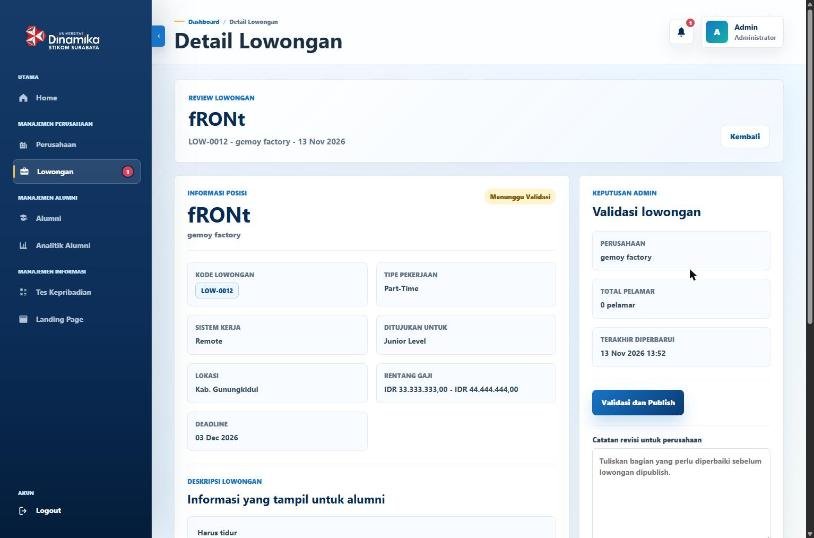 UNIVERSITAS
Dinamika
STIKOM SURABAYA
UTAMA
Home
MANAJEMEN PERUSAHAAN
Perusahaan
Lowongan
1
MANAJEMEN ALUMNI
Alumni
Analitik Alumni
MANAJEMEN INFORMASI
Tes Kepribadian
Landing Page
AKUN
Logout
Dashboard / Detail Lowongan
Detail Lowongan
A
Admin
Administrator
REVIEW LOWONGAN
fRONt
LOW-0012 - gemoy factory - 13 Nov 2026
Kembali
INFORMASI POSISI
Menunggu Validasi
fRONt
gemoy factory
KODE LOWONGAN
LOW-0012
TIPE PEKERJAAN
Part-Time
SISTEM KERJA
Remote
DITUJUKAN UNTUK
Junior Level
LOKASI
Kab. Gunungkidul
RENTANG GAJI
IDR 33.333.333,00 - IDR 44.444.444,00
DEADLINE
03 Dec 2026
DESKRIPSI LOWONGAN
Informasi yang tampil untuk alumni
Harus tidur
KEPUTUSAN ADMIN
Validasi lowongan
PERUSAHAAN
gemoy factory
TOTAL PELAMAR
0 pelamar
TERAKHIR DIPERBARUI
13 Nov 2026 13:52
Validasi dan Publish
Catatan revisi untuk perusahaan
Tuliskan bagian yang perlu diperbaiki sebelum
lowongan dipublish.